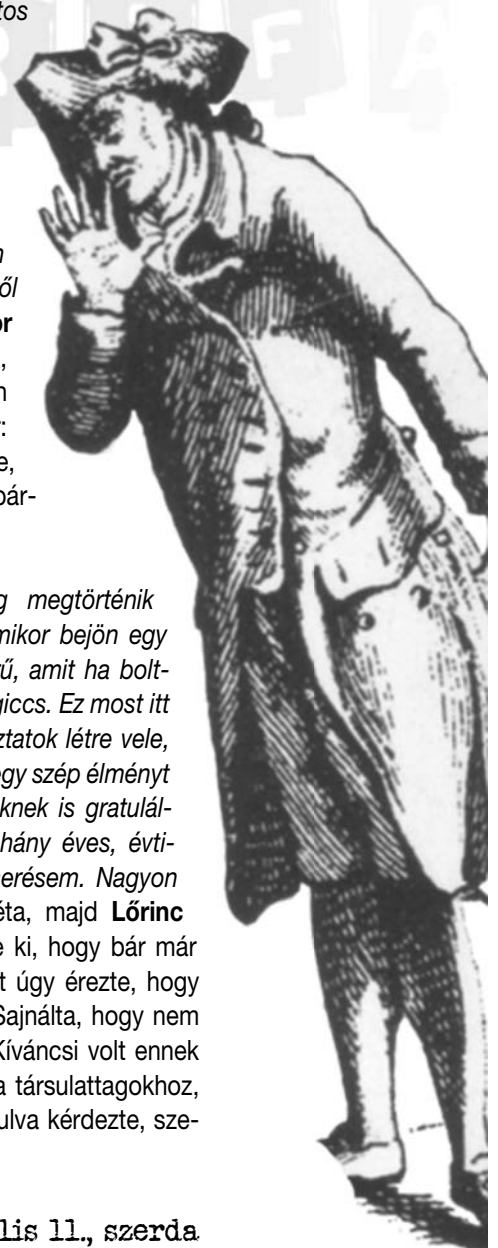 tos
R F A
n
ől
or
,
n
:
e,
pár-
g megtörténik
mikor bejön egy
ű, amit ha bolt-
giccs. Ez most itt
ztatok létre vele,
egy szép élményt
knek is gratulál-
hány éves, évti-
erésem. Nagyon
éta, majd Lőrinc
e ki, hogy bár már
t úgy érezte, hogy
Sajnálta, hogy nem
Kíváncsi volt ennek
a társulattagokhoz,
ulva kérdezte, sze-
lis 11., szerda